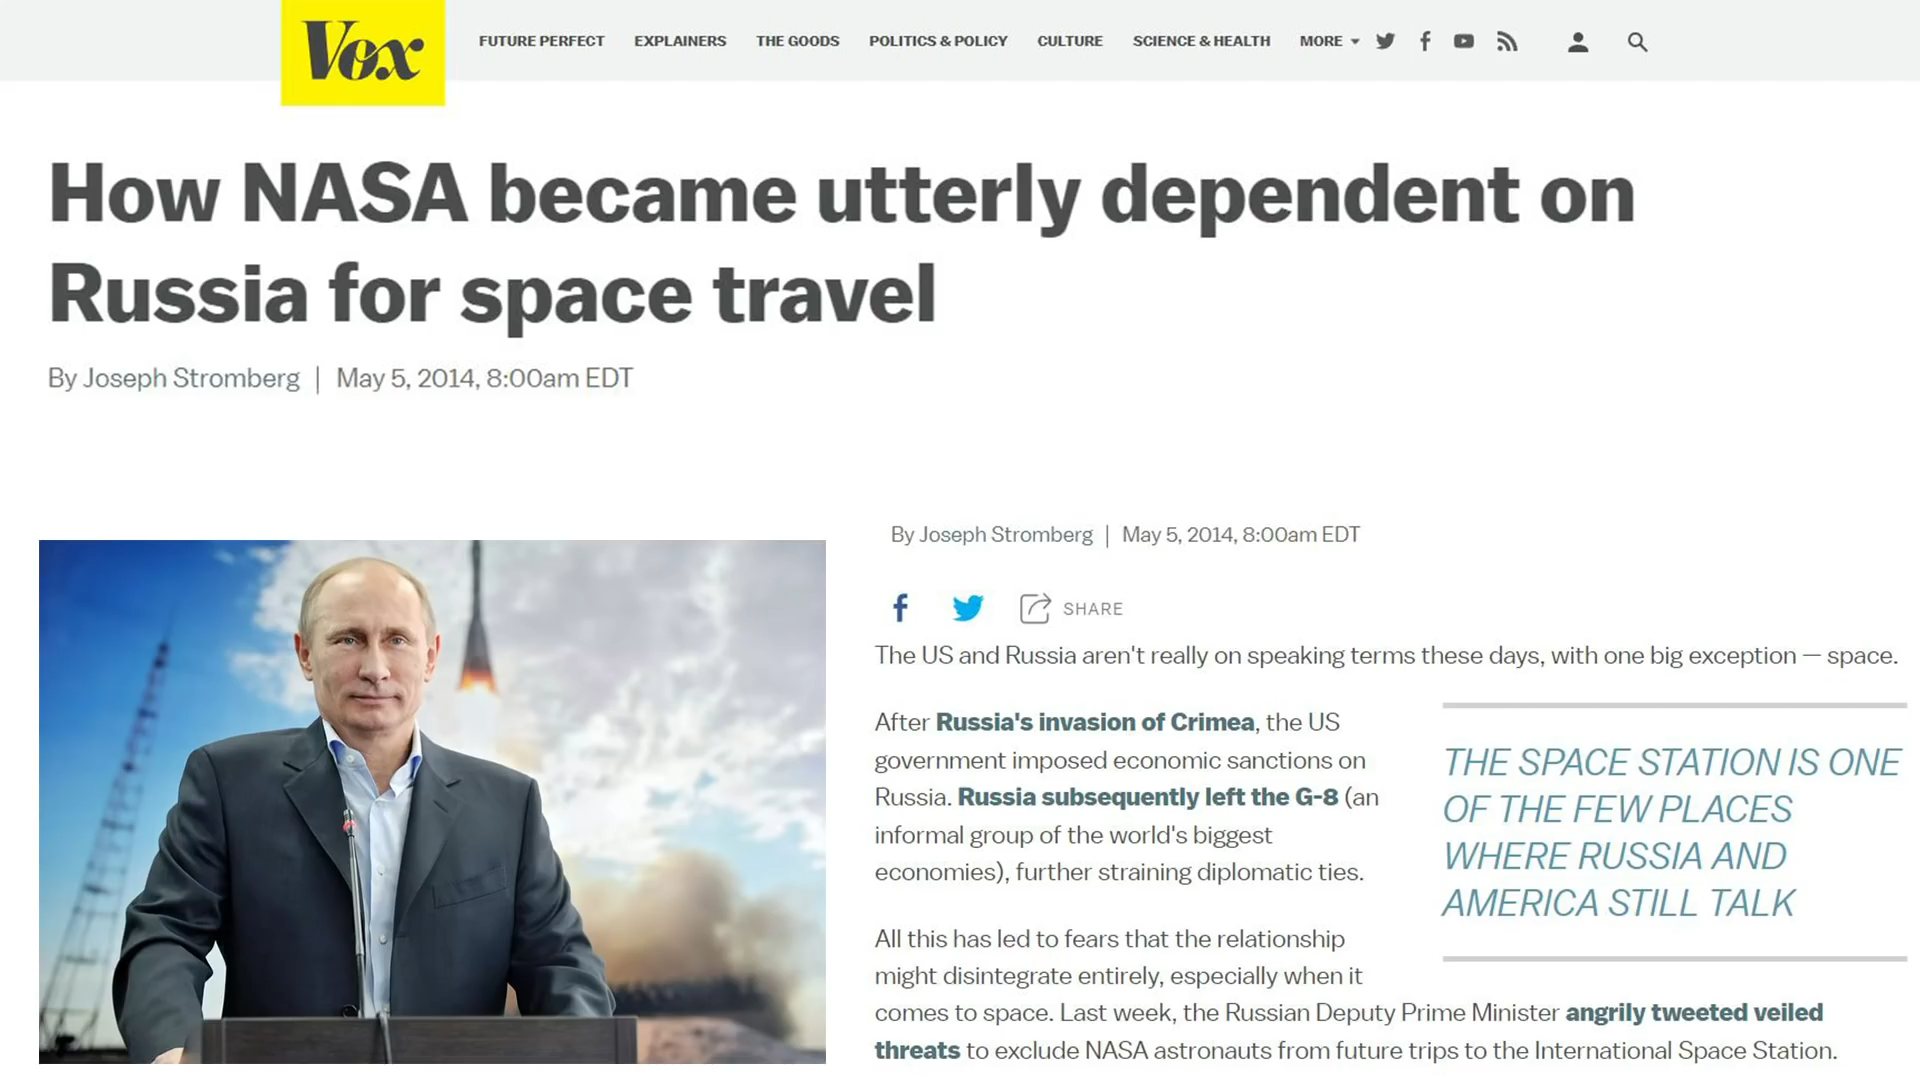 Vox
FUTURE PERFECT EXPLAINERS THE GOODS POLITICS & POLICY CULTURE SCIENCE & HEALTH MORE
How NASA became utterly dependent on
Russia for space travel
By Joseph Stromberg | May 5, 2014, 8:00am EDT
By Joseph Stromberg | May 5, 2014, 8:00am EDT
SHARE
The US and Russia aren't really on speaking terms these days, with one big exception — space.
After Russia's invasion of Crimea, the US
government imposed economic sanctions on
Russia. Russia subsequently left the G-8 (an
informal group of the world's biggest
economies), further straining diplomatic ties.
THE SPACE STATION IS ONE
OF THE FEW PLACES
WHERE RUSSIA AND
AMERICA STILL TALK
All this has led to fears that the relationship
might disintegrate entirely, especially when it
comes to space. Last week, the Russian Deputy Prime Minister angrily tweeted veiled
threats to exclude NASA astronauts from future trips to the International Space Station.